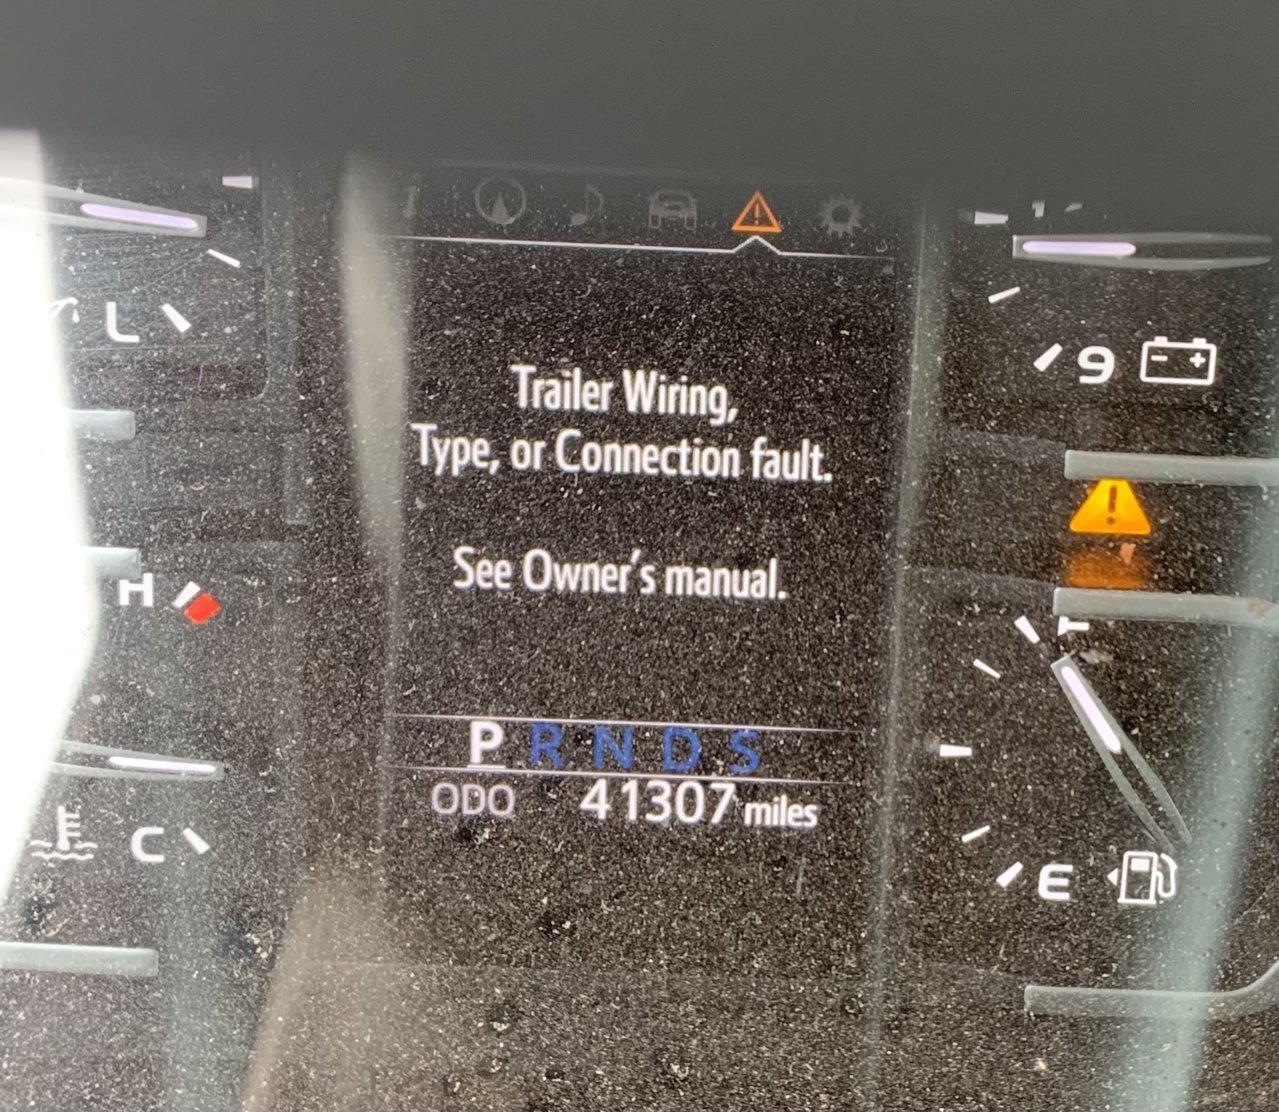 L
9
Trailer Wiring,
Type, or Connection fault.
See Owner's manual.
H
P R N D S
ODO 41307 miles
C
E